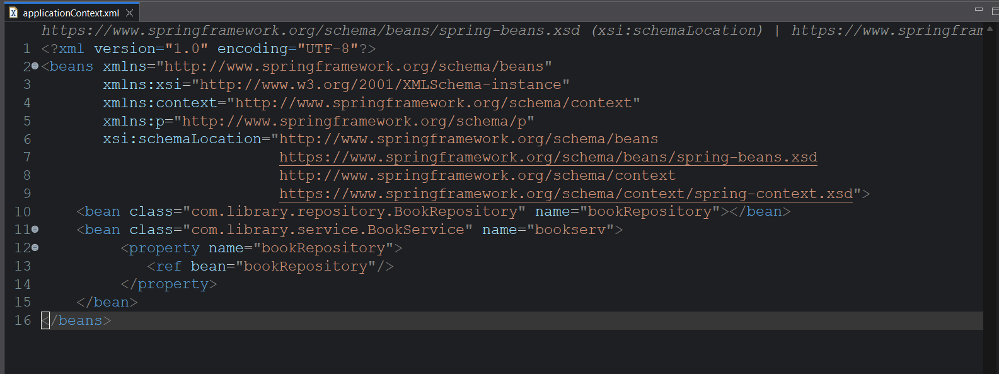 applicationContext.xml
https://www.springframework.org/schema/beans/spring-beans.xsd (xsi:schemaLocation) | https://www.springfram
1 <?xml version="1.0" encoding="UTF-8"?>
2 <beans xmlns="http://www.springframework.org/schema/beans"
3 xmlns:xsi="http://www.w3.org/2001/XMLSchema-instance"
4 xmlns:context="http://www.springframework.org/schema/context"
5 xmlns:p="http://www.springframework.org/schema/p"
6 xsi:schemaLocation="http://www.springframework.org/schema/beans
7 https://www.springframework.org/schema/beans/spring-beans.xsd
8 http://www.springframework.org/schema/context
9 https://www.springframework.org/schema/context/spring-context.xsd">
10 <bean class="com.library.repository.BookRepository" name="bookRepository"></bean>
11 <bean class="com.library.service.BookService" name="bookserv">
12 <property name="bookRepository">
13 <ref bean="bookRepository"/>
14 </property>
15 </bean>
16 </beans>